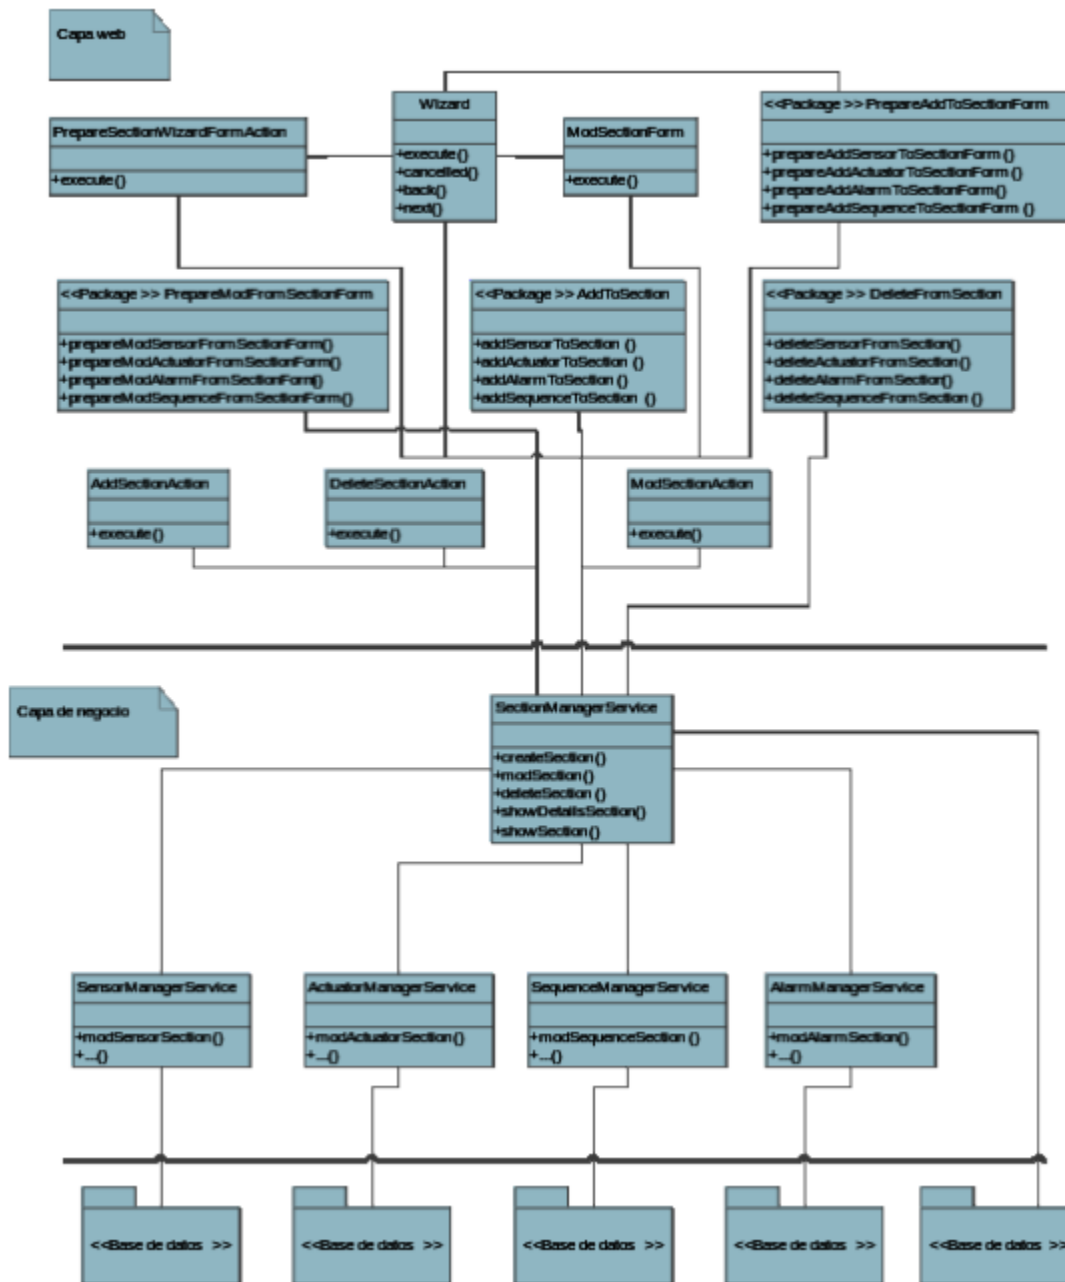 Capa web
Wizard
+execute()
+cancelled()
+back()
+next()
<<Package >> PrepareAddToSectionForm
+prepareAddSensorToSectionForm ()
+prepareAddActuatorToSectionForm ()
+prepareAddAlarmToSectionForm()
+prepareAddSequenceToSectionForm ()
PrepareSectionWizardFormAction
+execute()
ModSectionForm
+execute()
<<Package >> PrepareModFromSectionForm
+prepareModSensorFromSectionForm()
+prepareModActuatorFromSectionForm()
+prepareModAlarmFromSectionForm()
+prepareModSequenceFromSectionForm()
<<Package >> AddToSection
+addSensorToSection ()
+addActuatorToSection ()
+addAlarmToSection ()
+addSequenceToSection ()
<<Package >> DeleteFromSection
+deleteSensorFromSection()
+deleteActuatorFromSection()
+deleteAlarmFromSection()
+deleteSequenceFromSection ()
AddSectionAction
+execute()
DeleteSectionAction
+execute()
ModSectionAction
+execute()
Capa de negocio
SectionManagerService
+createSection()
+modSection()
+deleteSection ()
+showDetailsSection()
+showSection()
SensorManagerService
+modSensorSection()
+...()
ActuatorManagerService
+modActuatorSection()
+...()
SequenceManagerService
+modSequenceSection ()
+...()
AlarmManagerService
+modAlarmSection()
+...()
<<Base de datos >>
<<Base de datos >>
<<Base de datos >>
<<Base de datos >>
<<Base de datos >>